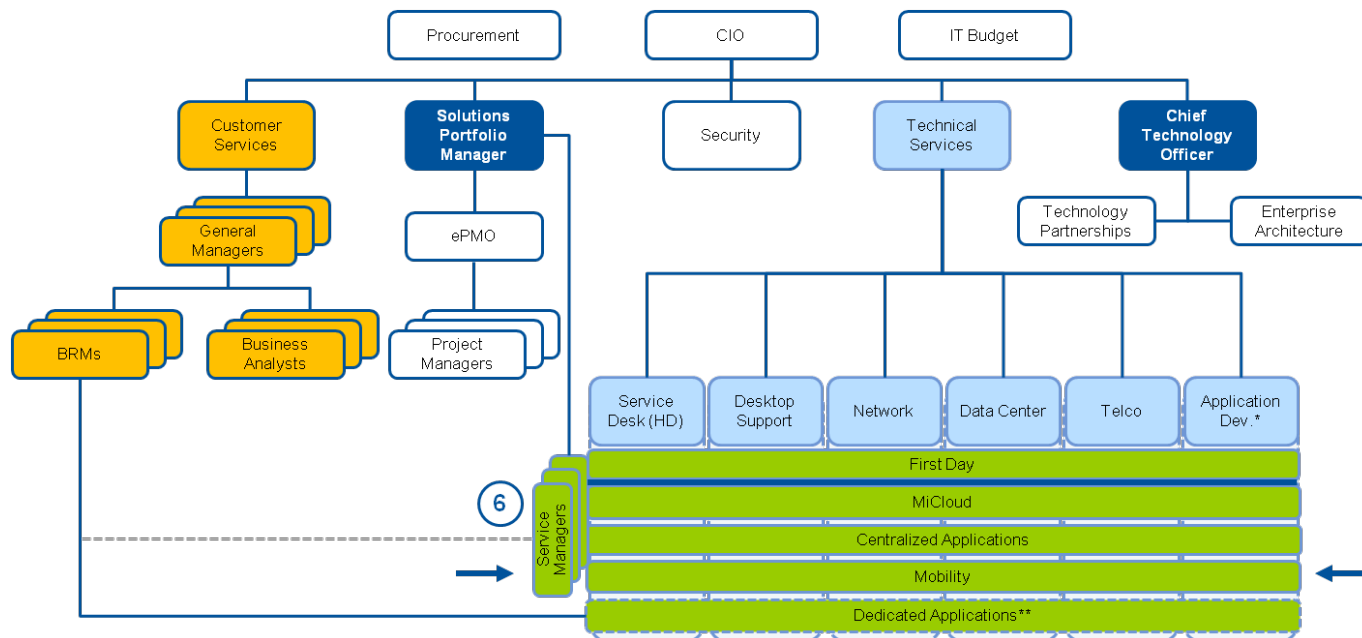 Procurement
CIO
IT Budget
Customer
Services
Solutions
Portfolio
Manager
Security
Technical
Services
Chief
Technology
Officer
General
Managers
ePMO
Technology
Partnerships
Enterprise
Architecture
BRMs
Business
Analysts
Project
Managers
Service
Desk (HD)
Desktop
Support
Network
Data Center
Telco
Application
Dev.*
6
Service
Managers
First Day
MiCloud
Centralized Applications
Mobility
Dedicated Applications**